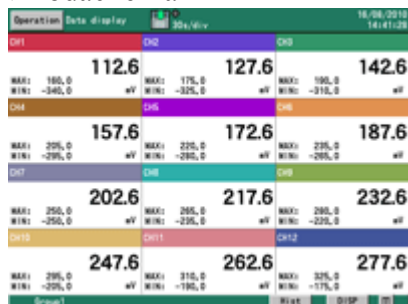 Operation Data display 30s/div 16/08/2010
14:41:28
CH1 CH2 CH3
112.6 127.6 142.6
MAX: 160.0 MAX: 175.0 MAX: 190.0
MIN: -340.0 mV MIN: -325.0 mV MIN: -310.0 mV
CH4 CH5 CH6
157.6 172.6 187.6
MAX: 205.0 MAX: 220.0 MAX: 235.0
MIN: -295.0 mV MIN: -280.0 mV MIN: -265.0 mV
CH7 CH8 CH9
202.6 217.6 232.6
MAX: 250.0 MAX: 265.0 MAX: 280.0
MIN: -250.0 mV MIN: -235.0 mV MIN: -220.0 mV
CH10 CH11 CH12
247.6 262.6 277.6
MAX: 295.0 MAX: 310.0 MAX: 325.0
MIN: -205.0 mV MIN: -190.0 mV MIN: -175.0 mV
Group1 Hist DISP